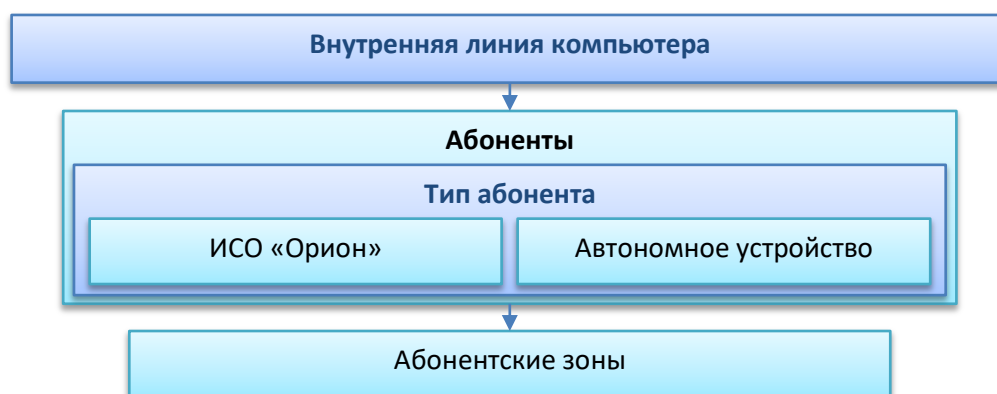 Внутренняя линия компьютера
Абоненты
Тип абонента
ИСО «Орион»
Автономное устройство
Абонентские зоны